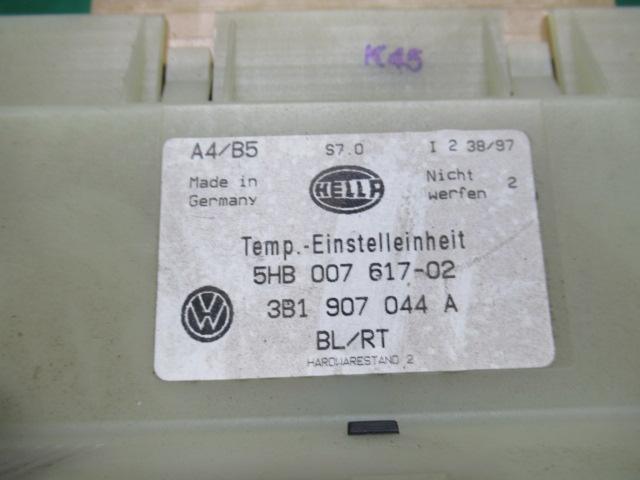 K45
A4/B5 S7.0 I 2 38/97
Made in Germany HELLA Nicht werfen 2
Temp.-Einstelleinheit
5HB 007 617-02
VW 3B1 907 044 A
BL/RT
HARDWARESTAND 2